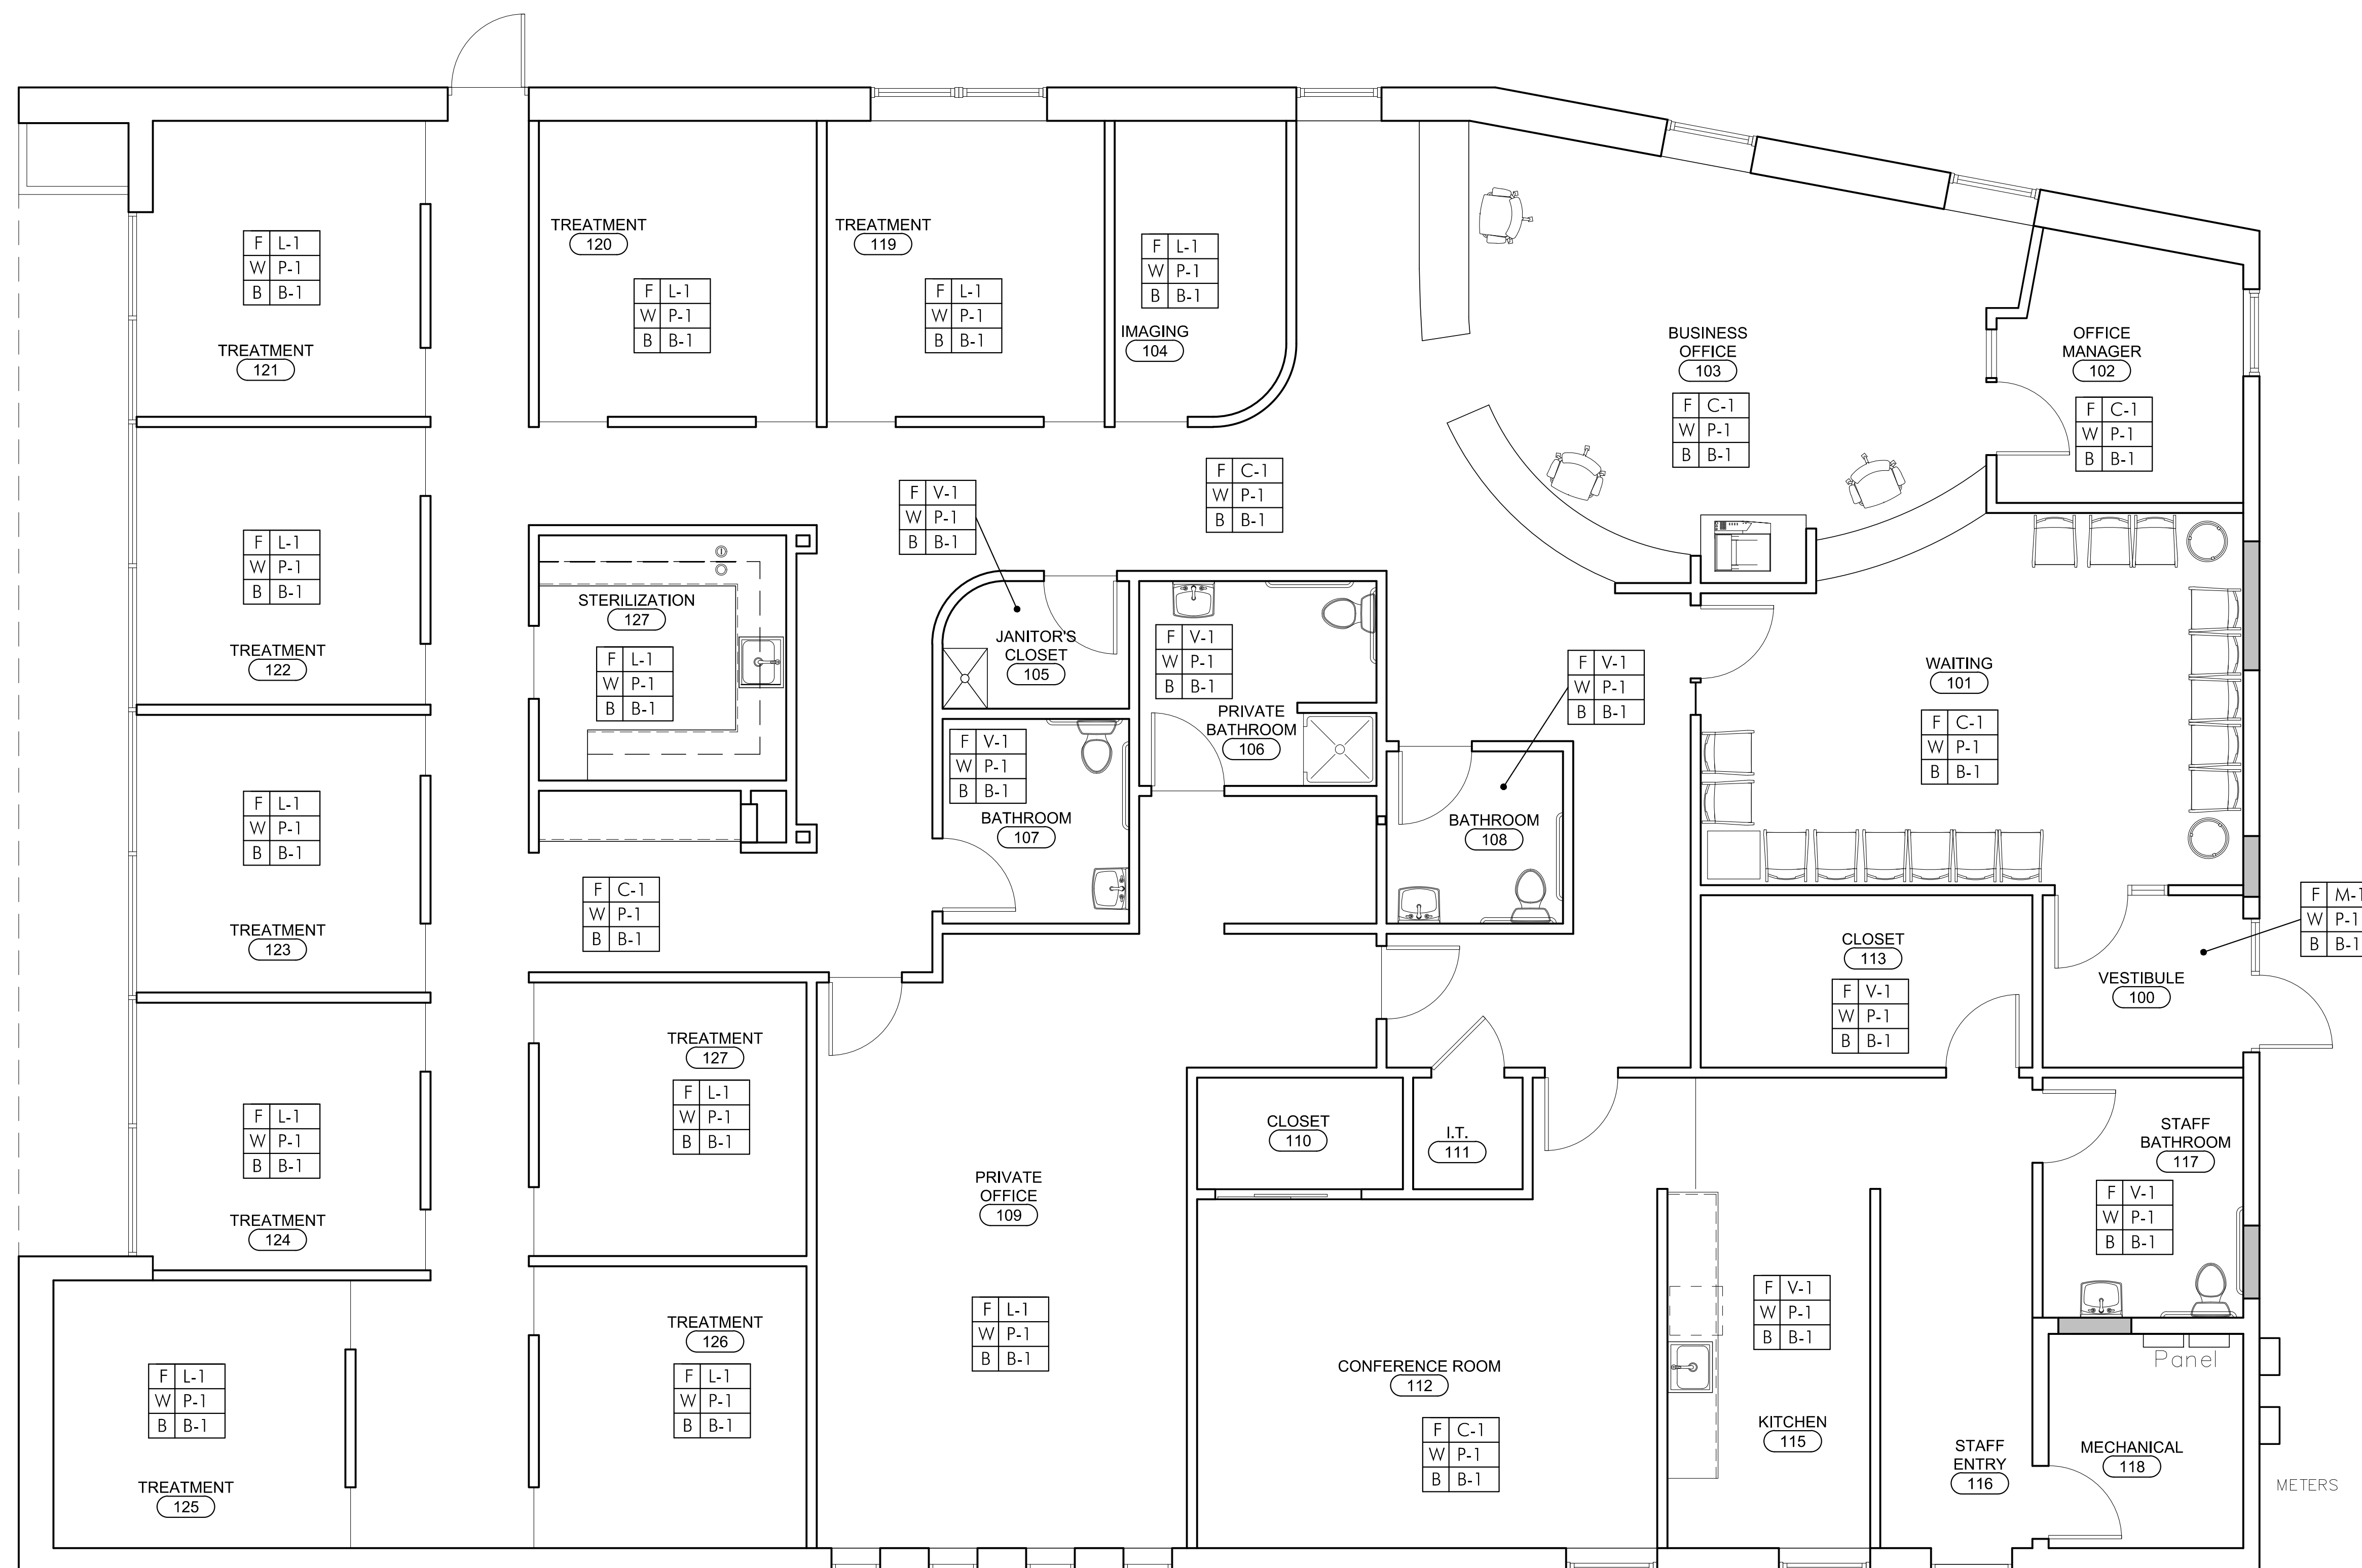 TREATMENT
120
TREATMENT
119
F L-1
W P-1
B B-1
F L-1
W P-1
B B-1
F L-1
W P-1
B B-1
F L-1
W P-1
B B-1
TREATMENT
121
IMAGING
104
BUSINESS
OFFICE
103
F C-1
W P-1
B B-1
OFFICE
MANAGER
102
F C-1
W P-1
B B-1
F V-1
W P-1
B B-1
F C-1
W P-1
B B-1
F L-1
W P-1
B B-1
TREATMENT
122
STERILIZATION
127
F L-1
W P-1
B B-1
JANITOR'S
CLOSET
105
F V-1
W P-1
B B-1
PRIVATE
BATHROOM
106
F V-1
W P-1
B B-1
WAITING
101
F C-1
W P-1
B B-1
F V-1
W P-1
B B-1
BATHROOM
107
BATHROOM
108
F L-1
W P-1
B B-1
TREATMENT
123
F C-1
W P-1
B B-1
CLOSET
113
F V-1
W P-1
B B-1
VESTIBULE
100
F M-1
W P-1
B B-1
TREATMENT
127
F L-1
W P-1
B B-1
F L-1
W P-1
B B-1
TREATMENT
124
CLOSET
110
I.T.
111
STAFF
BATHROOM
117
F V-1
W P-1
B B-1
PRIVATE
OFFICE
109
F L-1
W P-1
B B-1
TREATMENT
126
F L-1
W P-1
B B-1
F L-1
W P-1
B B-1
TREATMENT
125
CONFERENCE ROOM
112
F C-1
W P-1
B B-1
F V-1
W P-1
B B-1
KITCHEN
115
STAFF
ENTRY
116
Panel
MECHANICAL
118
METERS